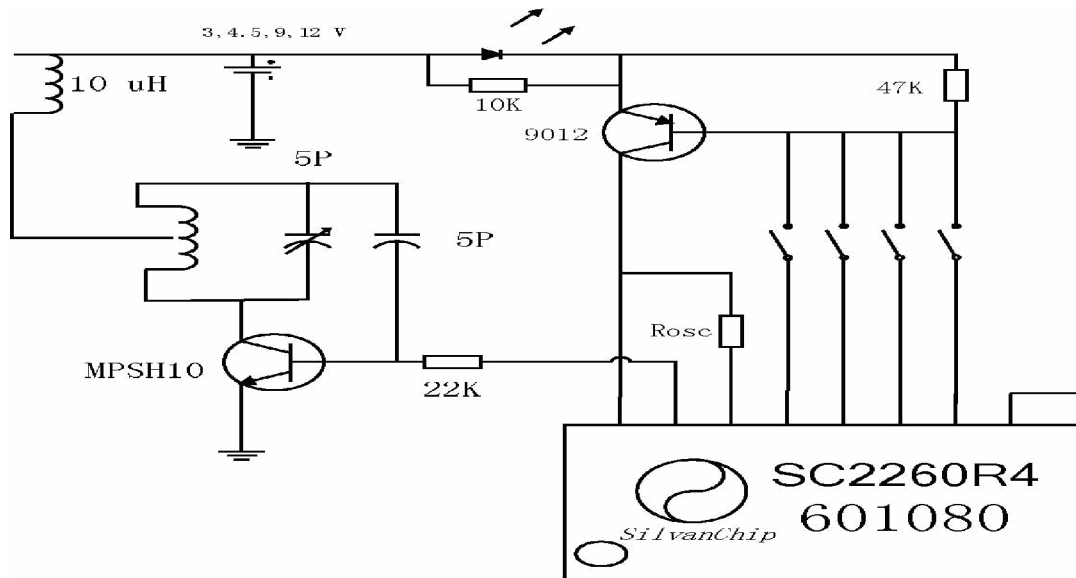 3, 4.5, 9, 12 V
10 uH
10K
47K
9012
5P
5P
Rosc
MPSH10
22K
SC2260R4
601080
SilvanChip